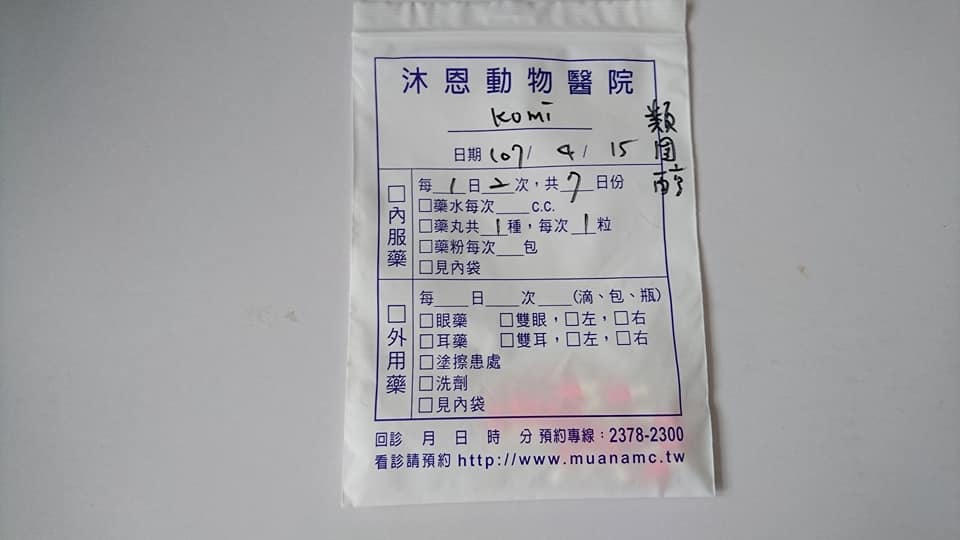 沐恩動物醫院
Komi
日期 107/ 4/ 15
類固醇
□內服藥
每 1 日 2 次，共 7 日份
□藥水每次___c.c.
□藥丸共 1 種，每次 1 粒
□藥粉每次___包
□見內袋
□外用藥
每___日___次___(滴、包、瓶)
□眼藥 □雙眼，□左，□右
□耳藥 □雙耳，□左，□右
□塗擦患處
□洗劑
□見內袋
回診 月 日 時 分 預約專線：2378-2300
看診請預約 http://www.muanamc.tw